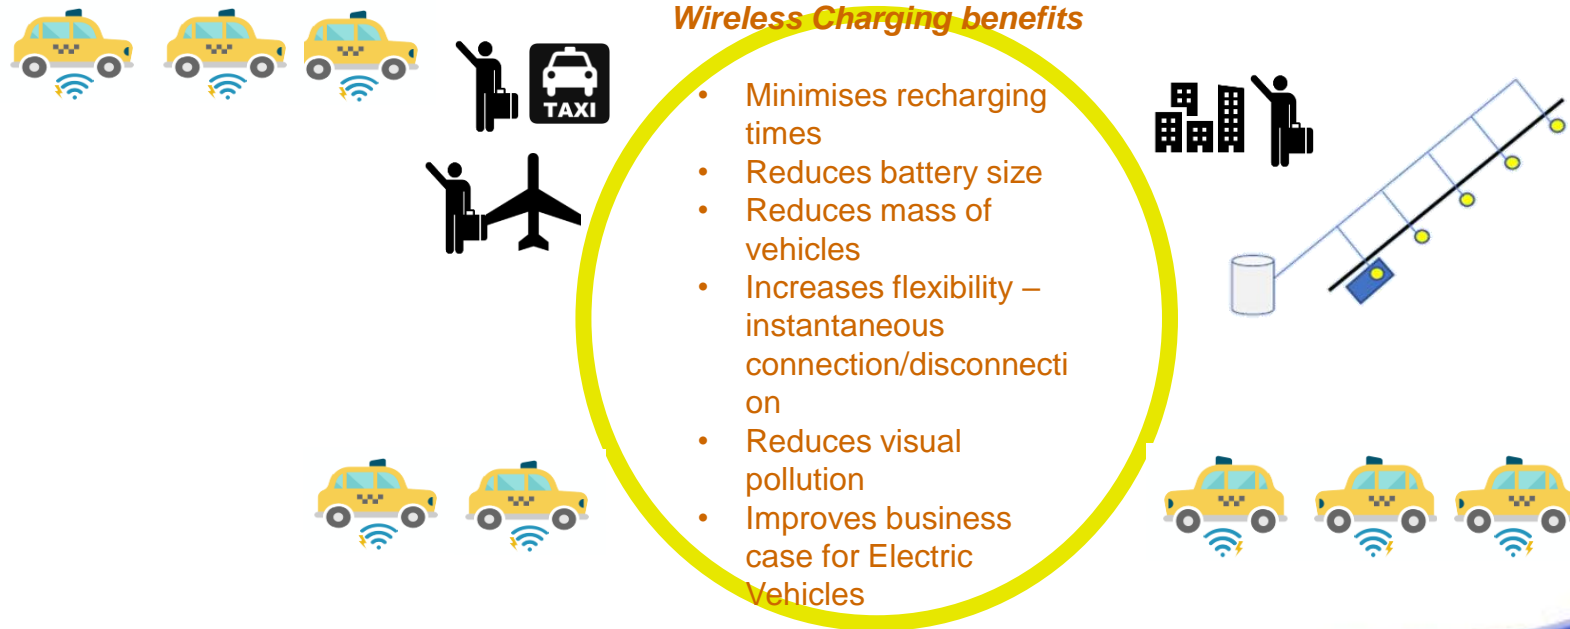 Wireless Charging benefits
TAXI
• Minimises recharging
times
• Reduces battery size
• Reduces mass of
vehicles
• Increases flexibility –
instantaneous
connection/disconnecti
on
• Reduces visual
pollution
• Improves business
case for Electric
Vehicles